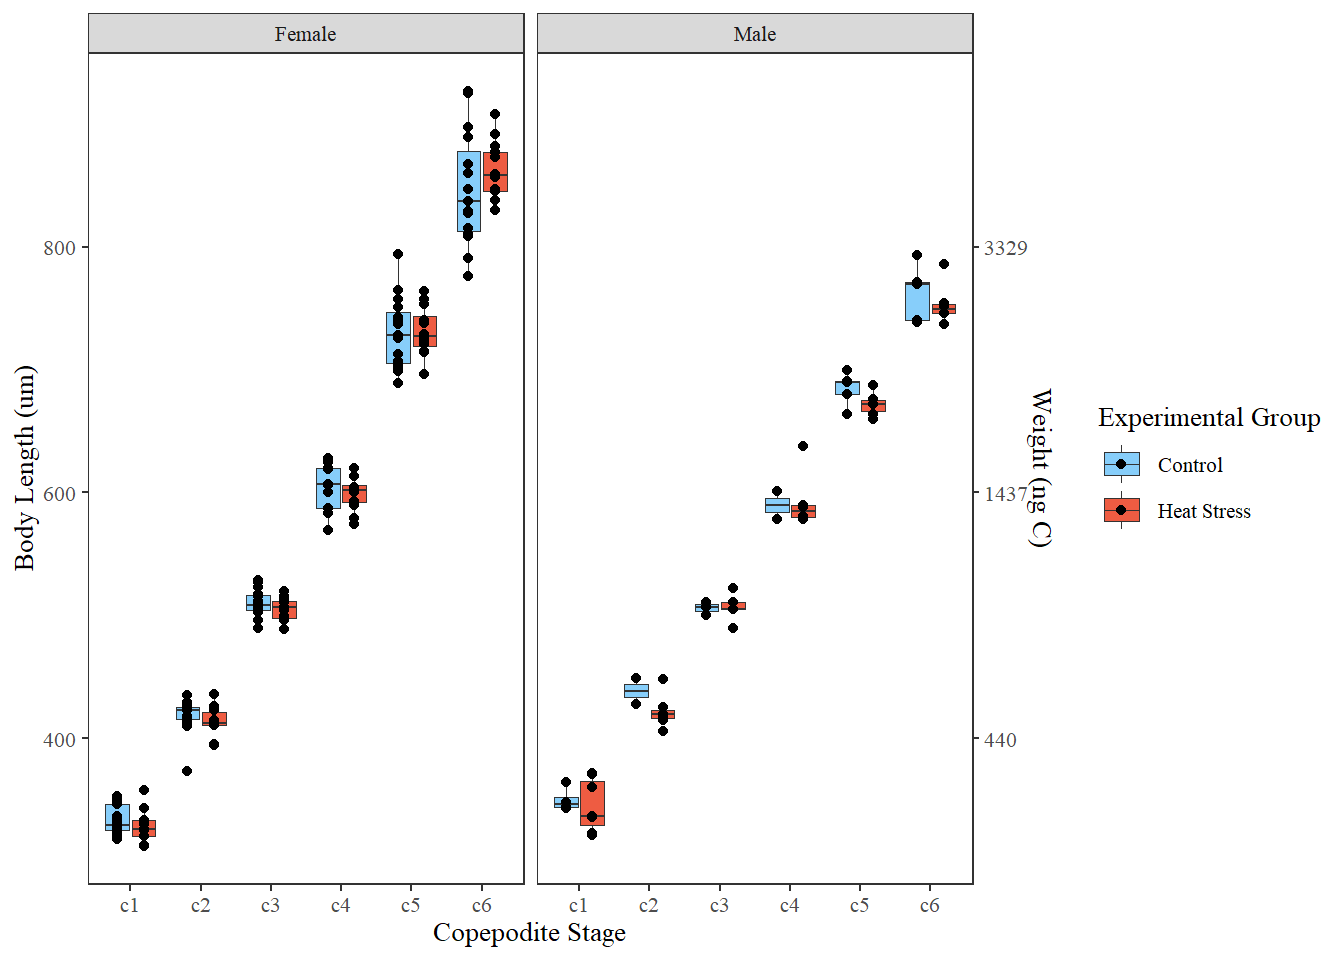 Female
Male
800
600
400
3329
1437
440
Body Length (um)
Weight (ng C)
c1 c2 c3 c4 c5 c6
c1 c2 c3 c4 c5 c6
Copepodite Stage
Experimental Group
Control
Heat Stress